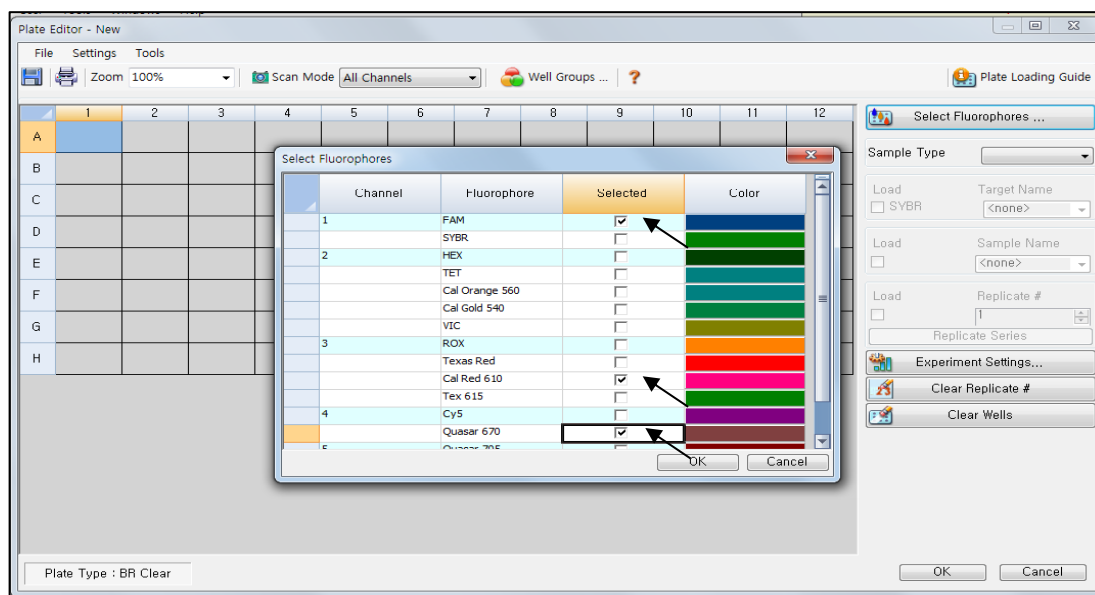 Plate Editor - New
File Settings Tools
Zoom 100% Scan Mode All Channels Well Groups ... ? Plate Loading Guide
1 2 3 4 5 6 7 8 9 10 11 12
A
B
C
D
E
F
G
H
Select Fluorophores
Channel Fluorophore Selected Color
1 FAM
SYBR
2 HEX
TET
Cal Orange 560
Cal Gold 540
VIC
3 ROX
Texas Red
Cal Red 610
Tex 615
4 Cy5
Quasar 670
5 Quasar 705
OK Cancel
Select Fluorophores ...
Sample Type
Load Target Name
SYBR <none>
Load Sample Name
<none>
Load Replicate #
1
Replicate Series
Experiment Settings...
Clear Replicate #
Clear Wells
Plate Type : BR Clear
OK Cancel